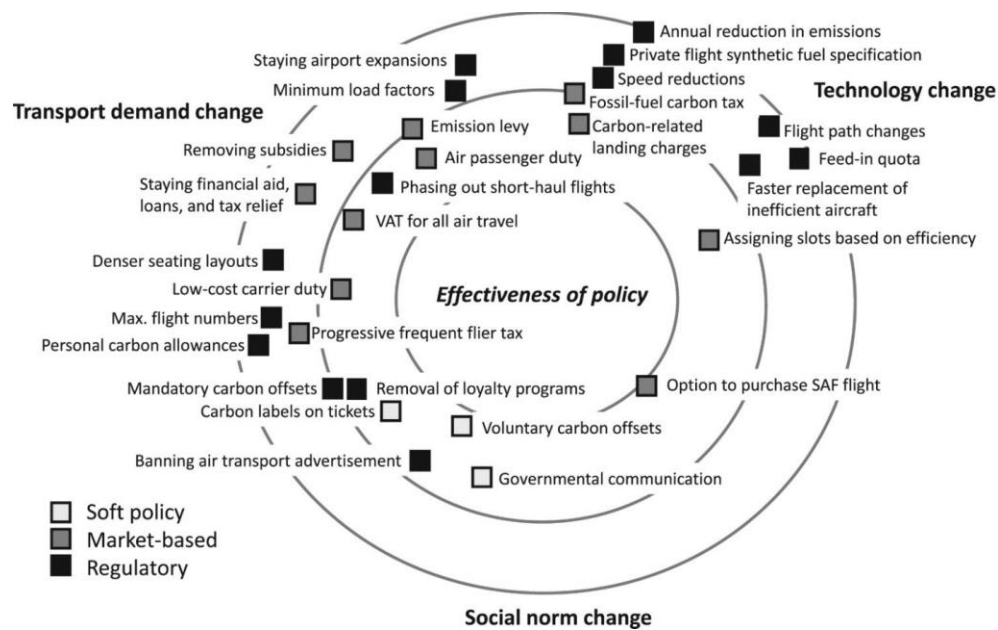 Annual reduction in emissions
Private flight synthetic fuel specification
Staying airport expansions
Speed reductions
Minimum load factors
Fossil-fuel carbon tax
Technology change
Transport demand change
Emission levy
Carbon-related
landing charges
Flight path changes
Removing subsidies
Air passenger duty
Feed-in quota
Staying financial aid,
loans, and tax relief
Phasing out short-haul flights
Faster replacement of
inefficient aircraft
VAT for all air travel
Assigning slots based on efficiency
Denser seating layouts
Low-cost carrier duty
Effectiveness of policy
Max. flight numbers
Progressive frequent flier tax
Personal carbon allowances
Mandatory carbon offsets
Removal of loyalty programs
Option to purchase SAF flight
Carbon labels on tickets
Voluntary carbon offsets
Banning air transport advertisement
Governmental communication
Soft policy
Market-based
Regulatory
Social norm change